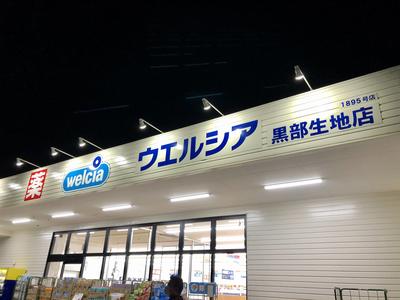 薬
welcia
ウエルシア
1895号店
黒部生地店